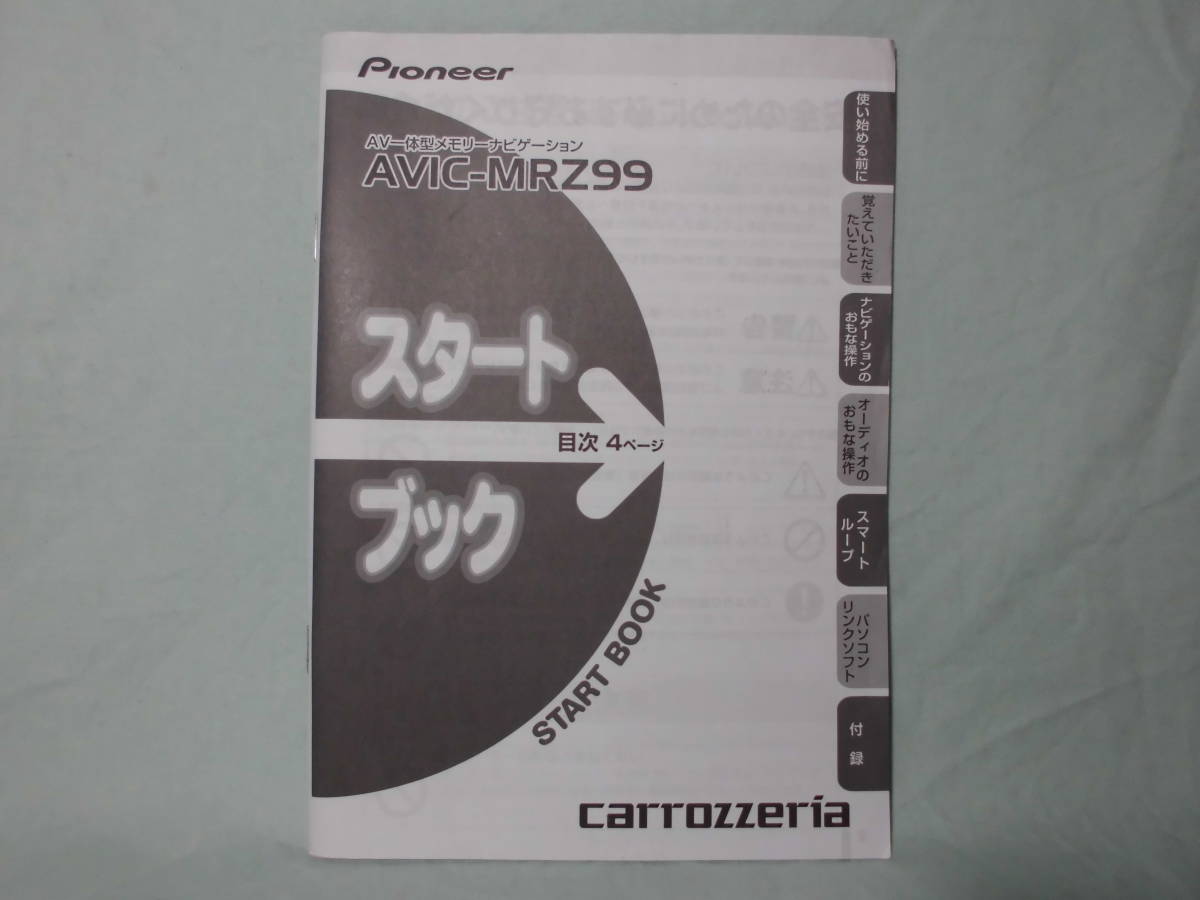 Pioneer
AV一体型メモリーナビゲーション
AVIC-MRZ99
スタート
目次 4ページ
ブック
START BOOK
carrozzeria
使い始める前に
覚えていただき
たいこと
ナビゲーションの
おもな操作
オーディオの
おもな操作
スマート
ループ
パソコン
リンクソフト
付録